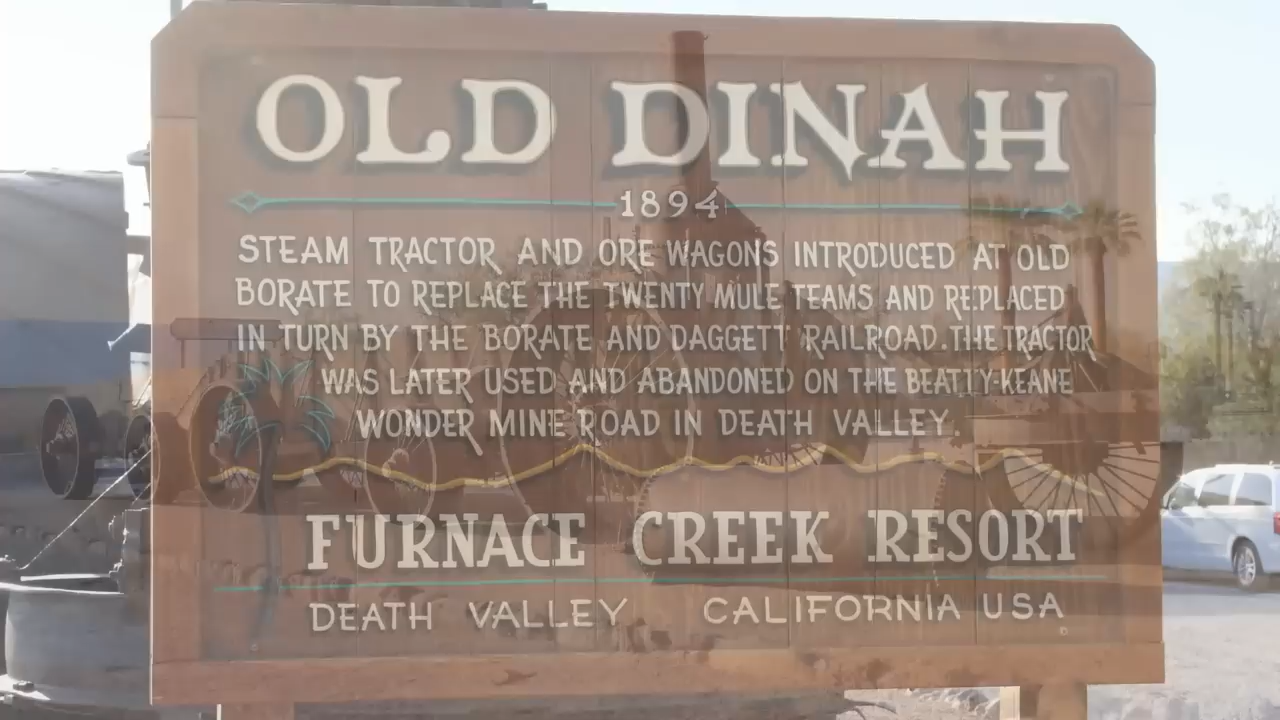 OLD DINAH
1894
STEAM TRACTOR AND ORE WAGONS INTRODUCED AT OLD
BORATE TO REPLACE THE TWENTY MULE TEAMS AND REPLACED
IN TURN BY THE BORATE AND DAGGETT RAILROAD. THE TRACTOR
WAS LATER USED AND ABANDONED ON THE BEATTY-KEANE
WONDER MINE ROAD IN DEATH VALLEY
FURNACE CREEK RESORT
DEATH VALLEY CALIFORNIA USA